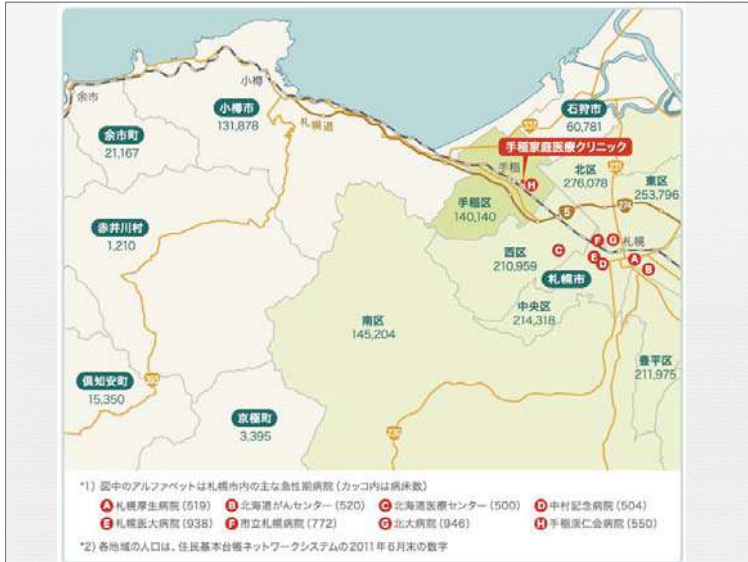 余市
小樽
小樽市
131,878
石狩市
60,781
余市町
21,167
札樽道
337
手稲家庭医療クリニック
手稲
H
北区
276,078
231
東区
253,796
手稲区
140,140
5
274
赤井川村
1,210
西区
210,959
C
F
G
札幌
E
D
A
B
札幌市
南区
145,204
中央区
214,318
豊平区
211,975
393
倶知安町
15,350
京極町
3,395
230
*1) 図中のアルファベットは札幌市内の主な急性期病院 (カッコ内は病床数)
A 札幌厚生病院 (519) B 北海道がんセンター (520) C 北海道医療センター (500) D 中村記念病院 (504)
E 札幌医大病院 (938) F 市立札幌病院 (772) G 北大病院 (946) H 手稲渓仁会病院 (550)
*2) 各地域の人口は、住民基本台帳ネットワークシステムの2011年6月末の数字